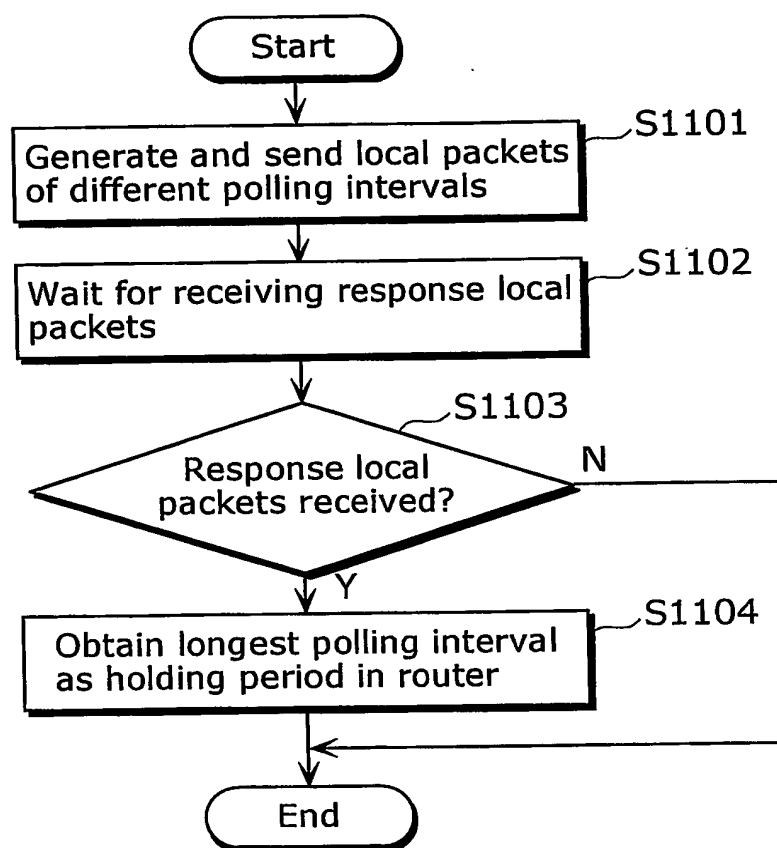 Start
S1101
Generate and send local packets
of different polling intervals
S1102
Wait for receiving response local
packets
S1103
Response local
packets received?
N
Y
S1104
Obtain longest polling interval
as holding period in router
End